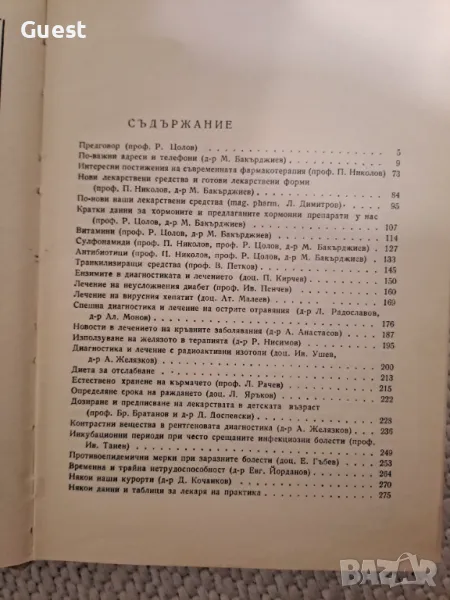 Guest
СЪДЪРЖАНИЕ
Предговор (проф. Р. Цолов) 5
По-важни адреси и телефони (д-р М. Бакърджиев) 9
Интересни постижения на съвременната фармакотерапия (проф. П. Николов) 73
Нови лекарствени средства и готови лекарствени форми
(проф. П. Николов, д-р М. Бакърджиев) 84
По-нови наши лекарствени средства (mag. pharm. Л. Димитров) 95
Кратки данни за хормоните и предлаганите хормонни препарати у нас
(проф. Р. Цолов, д-р М. Бакърджиев) 107
Витамини (проф. Р. Цолов, д-р М. Бакърджиев) 114
Сулфонамиди (проф. П. Николов, проф. Р. Цолов, д-р М. Бакърджиев) 127
Антибиотици (проф. П. Николов, проф. Р. Цолов, д-р М. Бакърджиев) 133
Транквилизиращи средства (проф. В. Петков) 145
Ензимите в диагностиката и лечението (доц. П. Кирчев) 150
Лечение на неусложнения диабет (проф. Ив. Пенчев) 160
Лечение на вирусния хепатит (доц. Ат. Малеев) 169
Спешна диагностика и лечение на острите отравяния (д-р Л. Радославов,
д-р Ал. Монов) 176
Новости в лечението на кръвните заболявания (д-р А. Анастасов) 187
Използуване на желязото в терапията (д-р Р. Нисимов) 195
Диагностика и лечение с радиоактивни изотопи (доц. Ив. Ушев,
д-р А. Желязков) 200
Диета за отслабване 213
Естествено хранене на кърмачето (проф. Л. Рачев) 215
Определяне срока на раждането (доц. Л. Яръков) 222
Дозиране и предписване на лекарствата в детската възраст
(проф. Бр. Братанов и д-р Д. Доспевски) 228
Контрастни вещества в рентгеновата диагностика (д-р А. Желязков) 236
Инкубационни периоди при често срещаните инфекциозни болести (проф.
Ив. Танев) 249
Противоепидемични мерки при заразните болести (доц. Е. Гъбев) 253
Временна и трайна нетрудоспособност (д-р Евг. Йорданов) 264
Някои наши курорти (д-р Д. Кочанков) 270
Някои данни и таблици за лекаря на практика 275
BAZAR